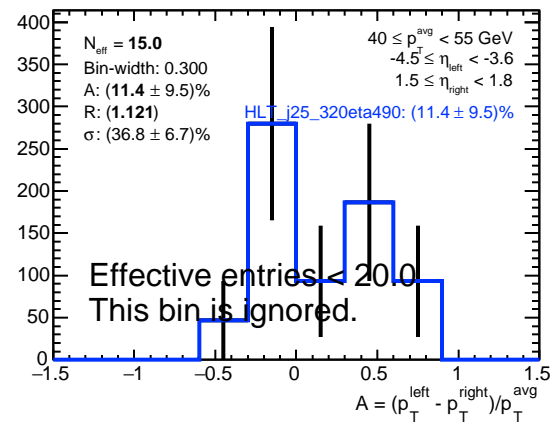 N_eff = 15.0
Bin-width: 0.300
A: (11.4 ± 9.5)%
R: (1.121)
σ: (36.8 ± 6.7)%
40 ≤ p_T^avg < 55 GeV
-4.5 ≤ η_left < -3.6
1.5 ≤ η_right < 1.8
HLT_j25_320eta490: (11.4 ± 9.5)%
Effective entries < 20.0
This bin is ignored.
400
350
300
250
200
150
100
50
0
−1.5 −1 −0.5 0 0.5 1 1.5
A = (p_T^left - p_T^right)/p_T^avg